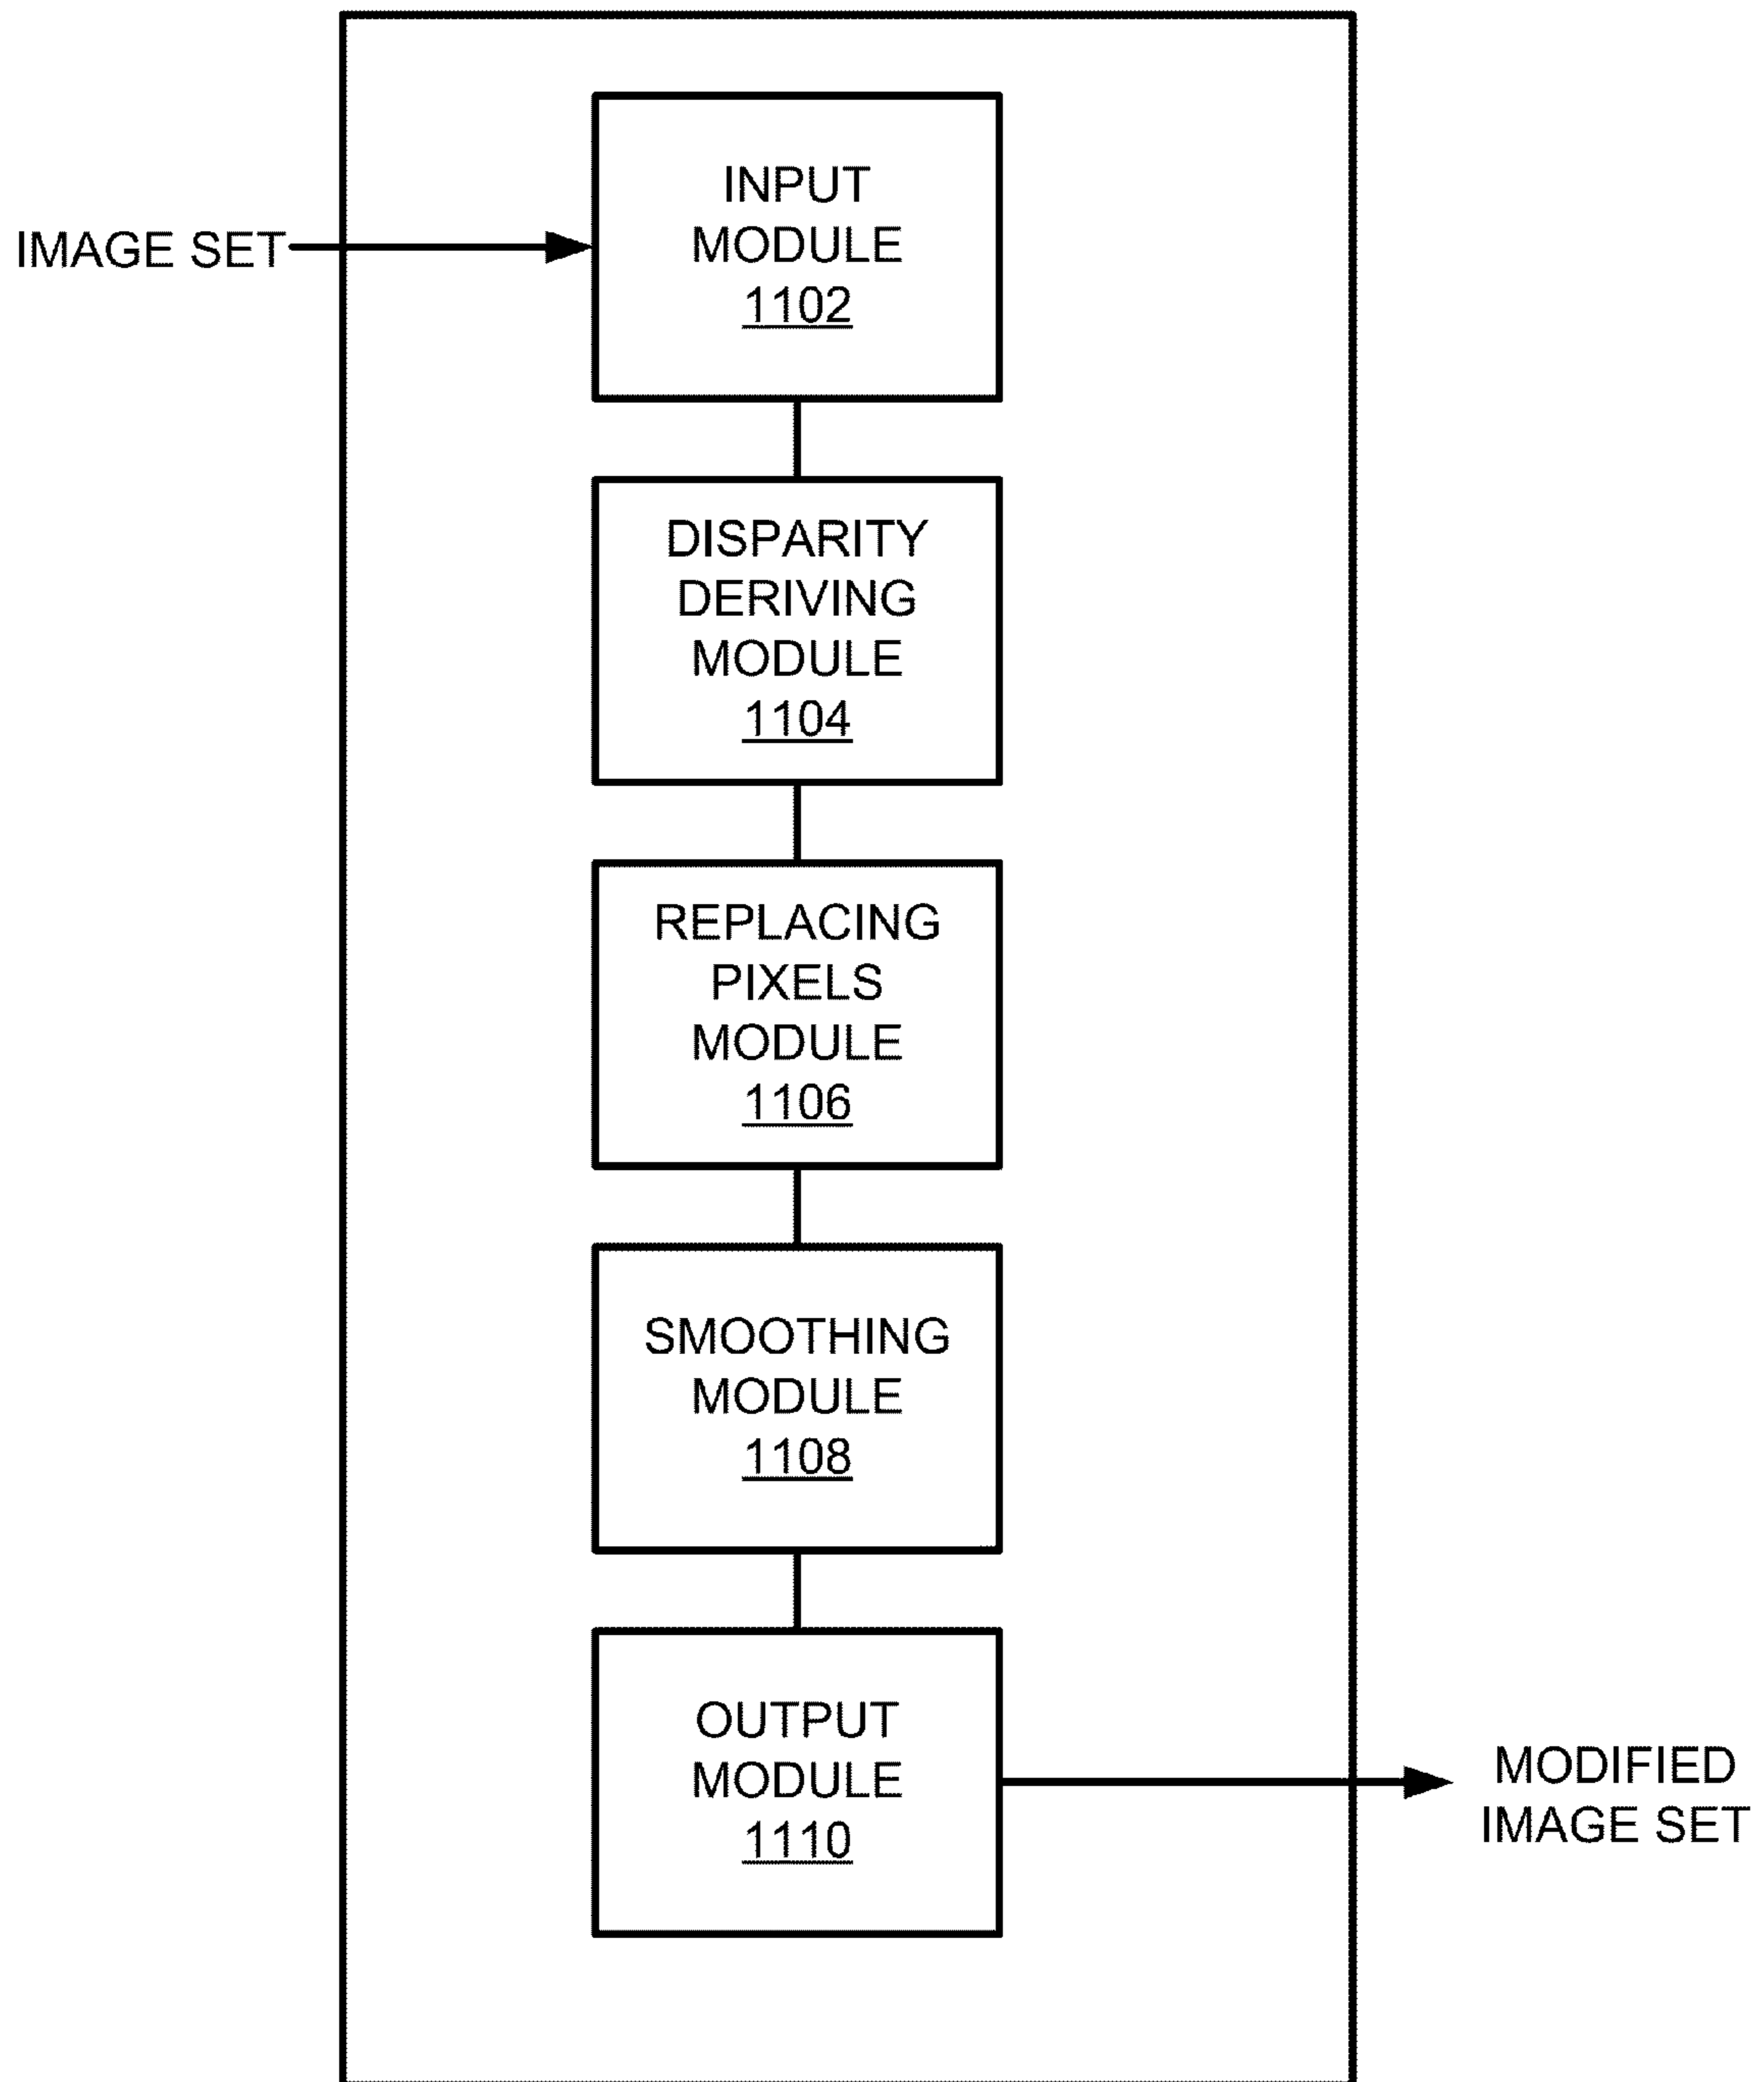 INPUT
MODULE
1102
IMAGE SET
DISPARITY
DERIVING
MODULE
1104
REPLACING
PIXELS
MODULE
1106
SMOOTHING
MODULE
1108
OUTPUT
MODULE
1110
MODIFIED
IMAGE SET